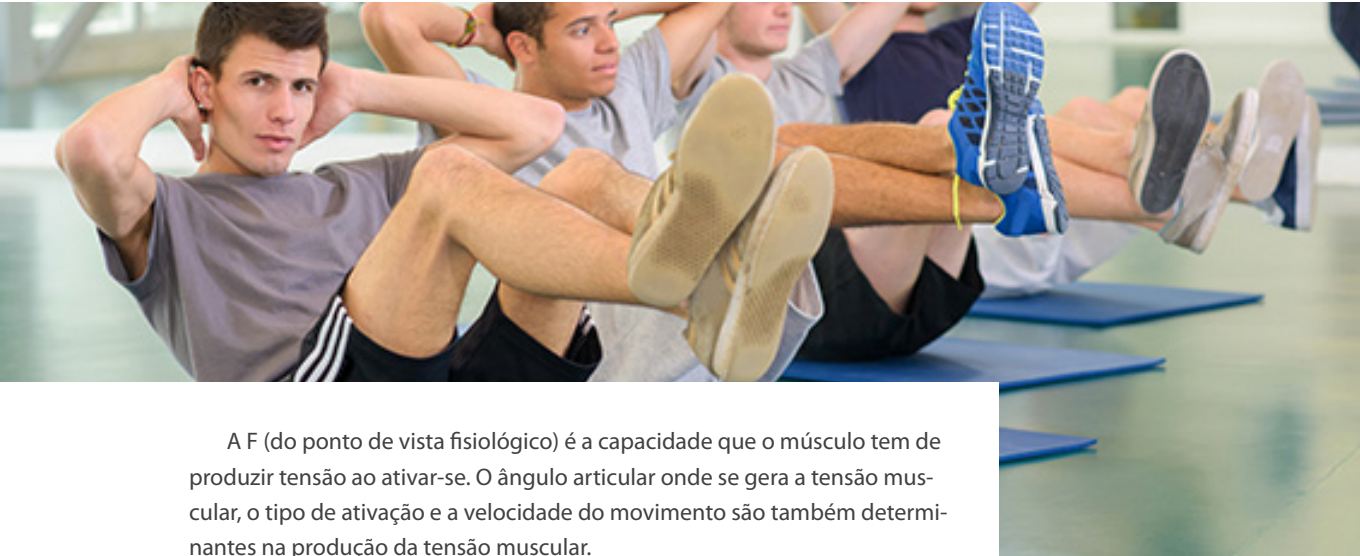 A F (do ponto de vista fisiológico) é a capacidade que o músculo tem de
produzir tensão ao ativar-se. O ângulo articular onde se gera a tensão mus-
cular, o tipo de ativação e a velocidade do movimento são também determi-
nantes na produção da tensão muscular.